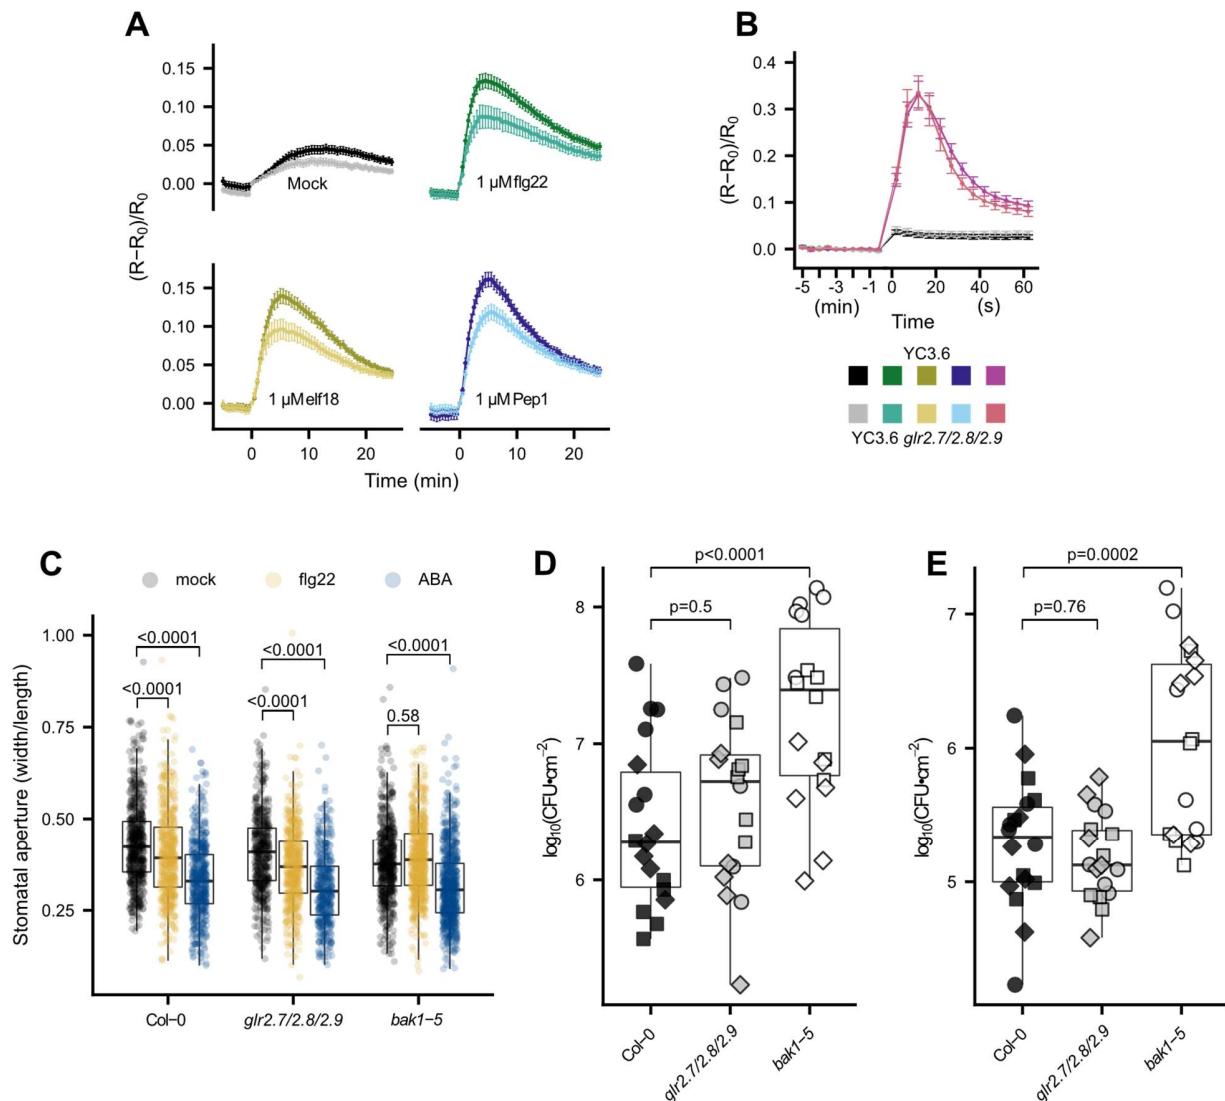 A
(R−R0)/R0
0.15
0.10
0.05
0.00
Mock
1 µM flg22
0.15
0.10
0.05
0.00
1 µM elf18
1 µM Pep1
0 10 20
0 10 20
Time (min)
B
(R−R0)/R0
0.4
0.3
0.2
0.1
0.0
-5 -3 -1 0 20 40 60
(min) (s)
Time
YC3.6
YC3.6 glr2.7/2.8/2.9
C
mock flg22 ABA
Stomatal aperture (width/length)
1.00
0.75
0.50
0.25
<0.0001
<0.0001
<0.0001
<0.0001
<0.0001
0.58
Col−0 glr2.7/2.8/2.9 bak1−5
D
p<0.0001
p=0.5
log10(CFU•cm−2)
8
7
6
Col−0
glr2.7/2.8/2.9
bak1−5
E
p=0.0002
p=0.76
log10(CFU•cm−2)
7
6
5
Col−0
glr2.7/2.8/2.9
bak1−5